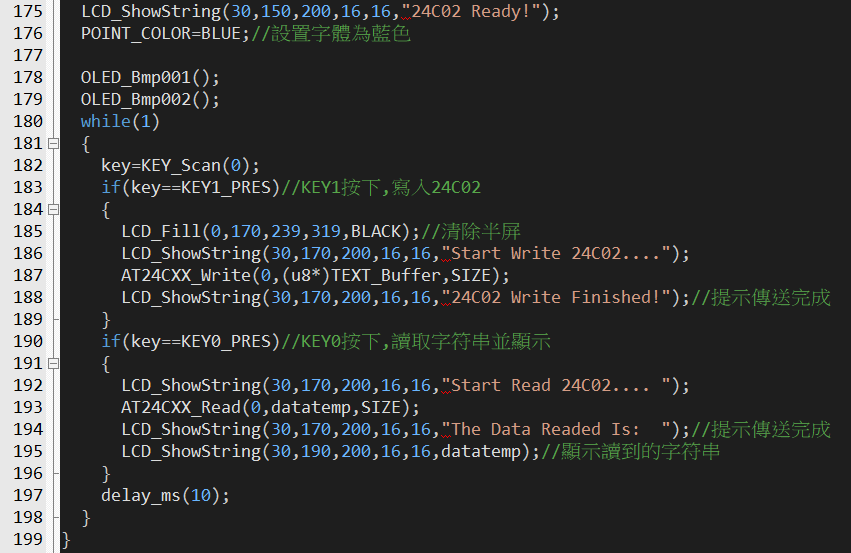 175 LCD_ShowString(30,150,200,16,16,"24C02 Ready!");
176 POINT_COLOR=BLUE;//設置字體為藍色
177
178 OLED_Bmp001();
179 OLED_Bmp002();
180 while(1)
181 {
182 key=KEY_Scan(0);
183 if(key==KEY1_PRES)//KEY1按下,寫入24C02
184 {
185 LCD_Fill(0,170,239,319,BLACK);//清除半屏
186 LCD_ShowString(30,170,200,16,16,"Start Write 24C02....");
187 AT24CXX_Write(0,(u8*)TEXT_Buffer,SIZE);
188 LCD_ShowString(30,170,200,16,16,"24C02 Write Finished!");//提示傳送完成
189 }
190 if(key==KEY0_PRES)//KEY0按下,讀取字符串並顯示
191 {
192 LCD_ShowString(30,170,200,16,16,"Start Read 24C02.... ");
193 AT24CXX_Read(0,datatemp,SIZE);
194 LCD_ShowString(30,170,200,16,16,"The Data Readed Is:  ");//提示傳送完成
195 LCD_ShowString(30,190,200,16,16,datatemp);//顯示讀到的字符串
196 }
197 delay_ms(10);
198 }
199 }